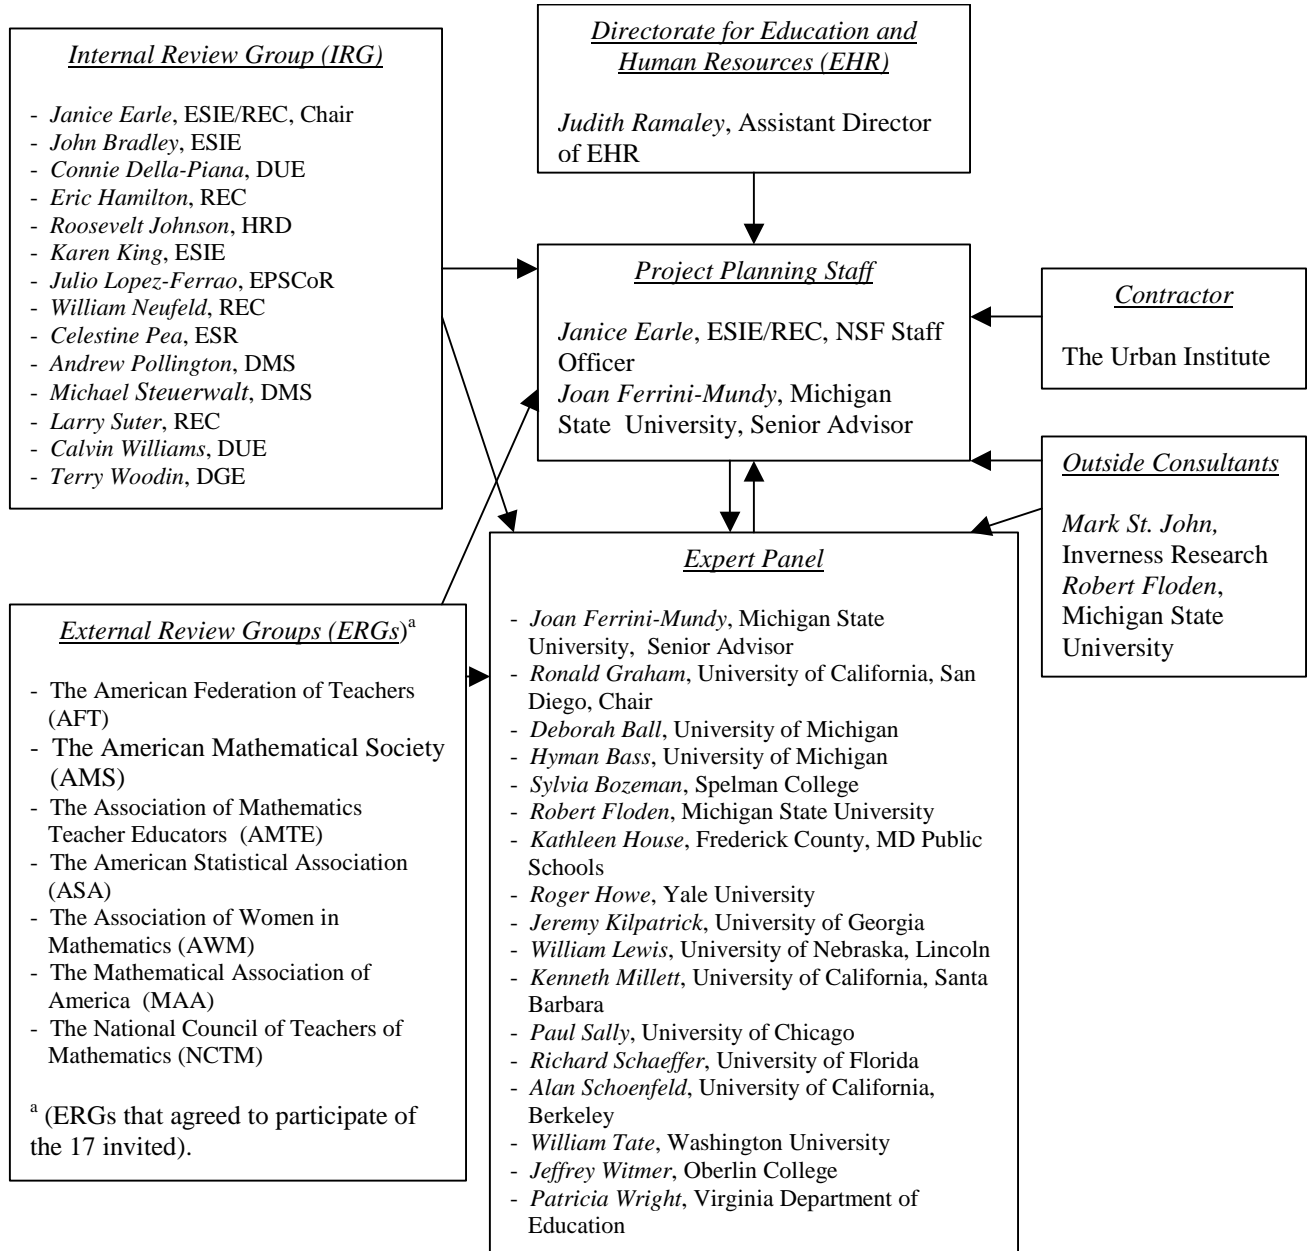 Internal Review Group (IRG)
- Janice Earle, ESIE/REC, Chair
- John Bradley, ESIE
- Connie Della-Piana, DUE
- Eric Hamilton, REC
- Roosevelt Johnson, HRD
- Karen King, ESIE
- Julio Lopez-Ferrao, EPSCoR
- William Neufeld, REC
- Celestine Pea, ESR
- Andrew Pollington, DMS
- Michael Steuerwalt, DMS
- Larry Suter, REC
- Calvin Williams, DUE
- Terry Woodin, DGE
Directorate for Education and
Human Resources (EHR)
Judith Ramaley, Assistant Director
of EHR
Project Planning Staff
Janice Earle, ESIE/REC, NSF Staff
Officer
Joan Ferrini-Mundy, Michigan
State University, Senior Advisor
Contractor
The Urban Institute
Outside Consultants
Mark St. John,
Inverness Research
Robert Floden,
Michigan State
University
External Review Groups (ERGs)a
- The American Federation of Teachers
(AFT)
- The American Mathematical Society
(AMS)
- The Association of Mathematics
Teacher Educators (AMTE)
- The American Statistical Association
(ASA)
- The Association of Women in
Mathematics (AWM)
- The Mathematical Association of
America (MAA)
- The National Council of Teachers of
Mathematics (NCTM)
a (ERGs that agreed to participate of
the 17 invited).
Expert Panel
- Joan Ferrini-Mundy, Michigan State
University, Senior Advisor
- Ronald Graham, University of California, San
Diego, Chair
- Deborah Ball, University of Michigan
- Hyman Bass, University of Michigan
- Sylvia Bozeman, Spelman College
- Robert Floden, Michigan State University
- Kathleen House, Frederick County, MD Public
Schools
- Roger Howe, Yale University
- Jeremy Kilpatrick, University of Georgia
- William Lewis, University of Nebraska, Lincoln
- Kenneth Millett, University of California, Santa
Barbara
- Paul Sally, University of Chicago
- Richard Schaeffer, University of Florida
- Alan Schoenfeld, University of California,
Berkeley
- William Tate, Washington University
- Jeffrey Witmer, Oberlin College
- Patricia Wright, Virginia Department of
Education